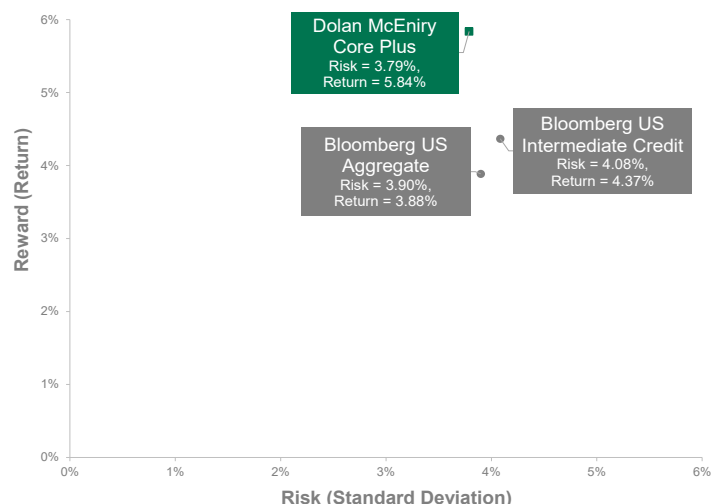 6%
5%
4%
3%
2%
1%
0%
Reward (Return)
Dolan McEniry
Core Plus
Risk = 3.79%,
Return = 5.84%
Bloomberg US
Aggregate
Risk = 3.90%,
Return = 3.88%
Bloomberg US
Intermediate Credit
Risk = 4.08%,
Return = 4.37%
0%
1%
2%
3%
4%
5%
6%
Risk (Standard Deviation)